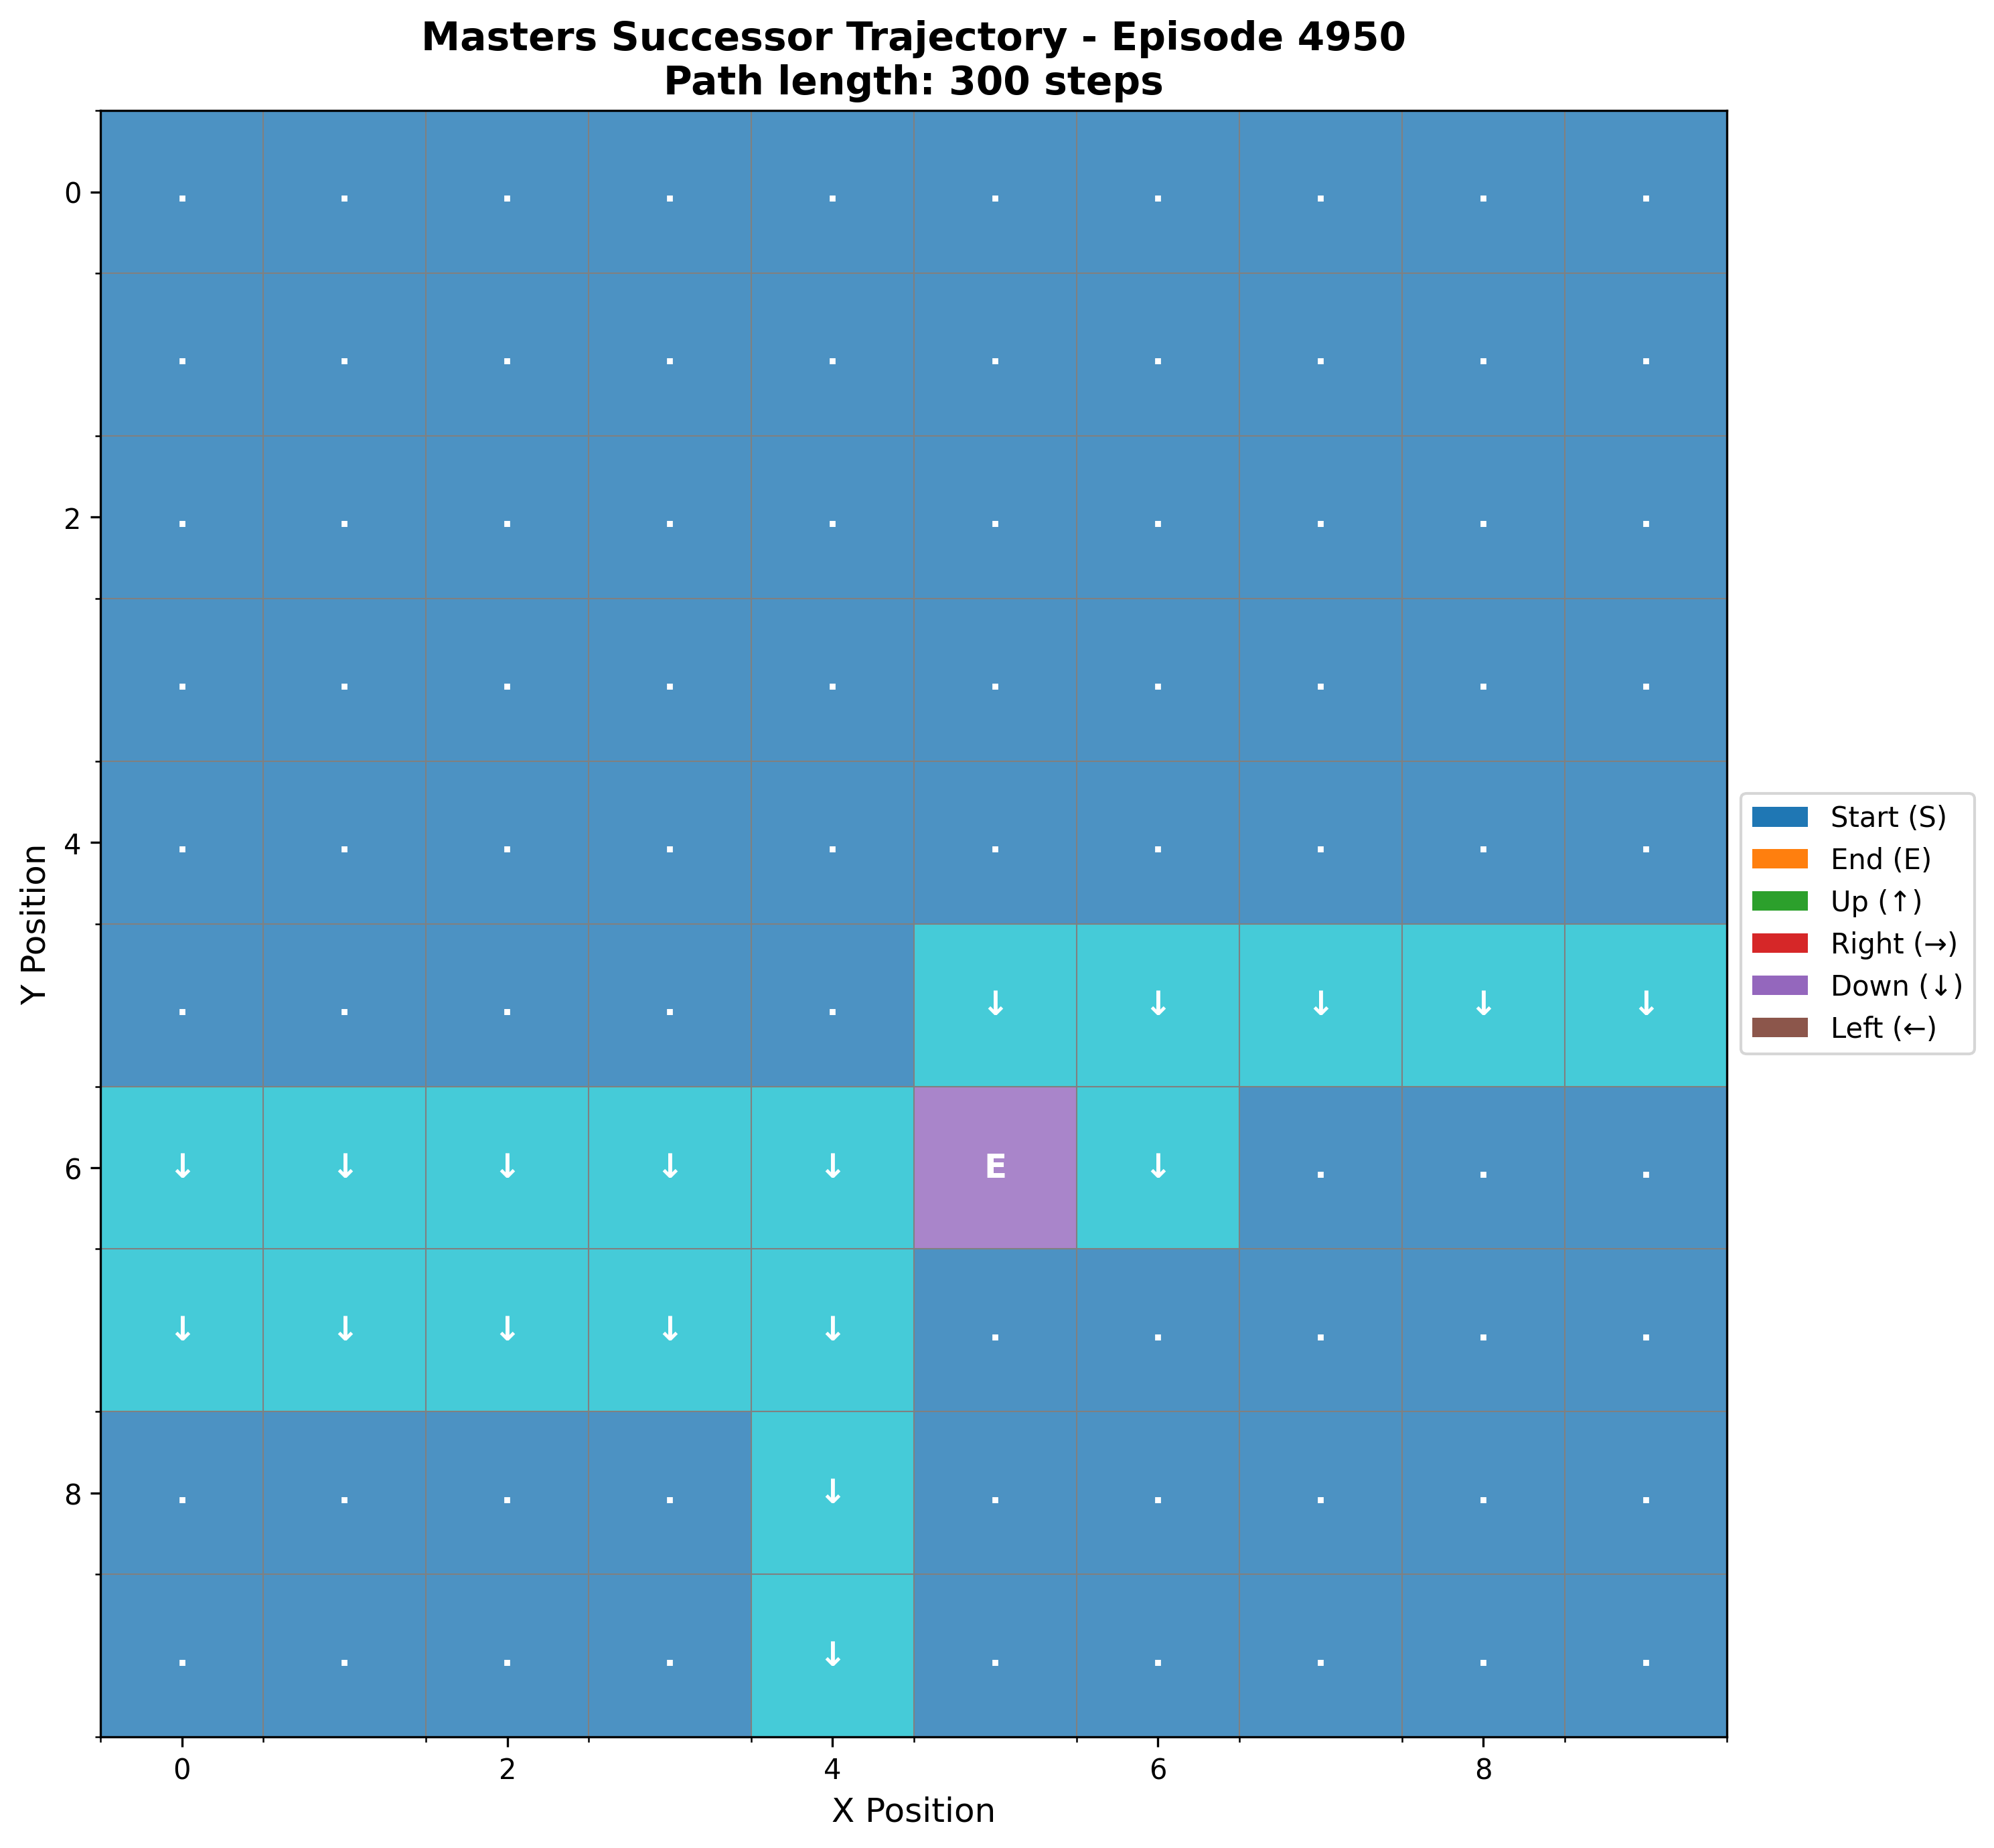 Masters Successor Trajectory - Episode 4950
Path length: 300 steps
0 . . . . . . . . . .
. . . . . . . . . .
2 . . . . . . . . . .
. . . . . . . . . .
4 . . . . . . . . . .
. . . . . ↓ ↓ ↓ ↓ ↓
6 ↓ ↓ ↓ ↓ ↓ E ↓ . . .
↓ ↓ ↓ ↓ ↓ . . . . .
8 . . . . ↓ . . . . .
. . . . ↓ . . . . .
0 2 4 6 8
X Position
Y Position
Start (S)
End (E)
Up (↑)
Right (→)
Down (↓)
Left (←)